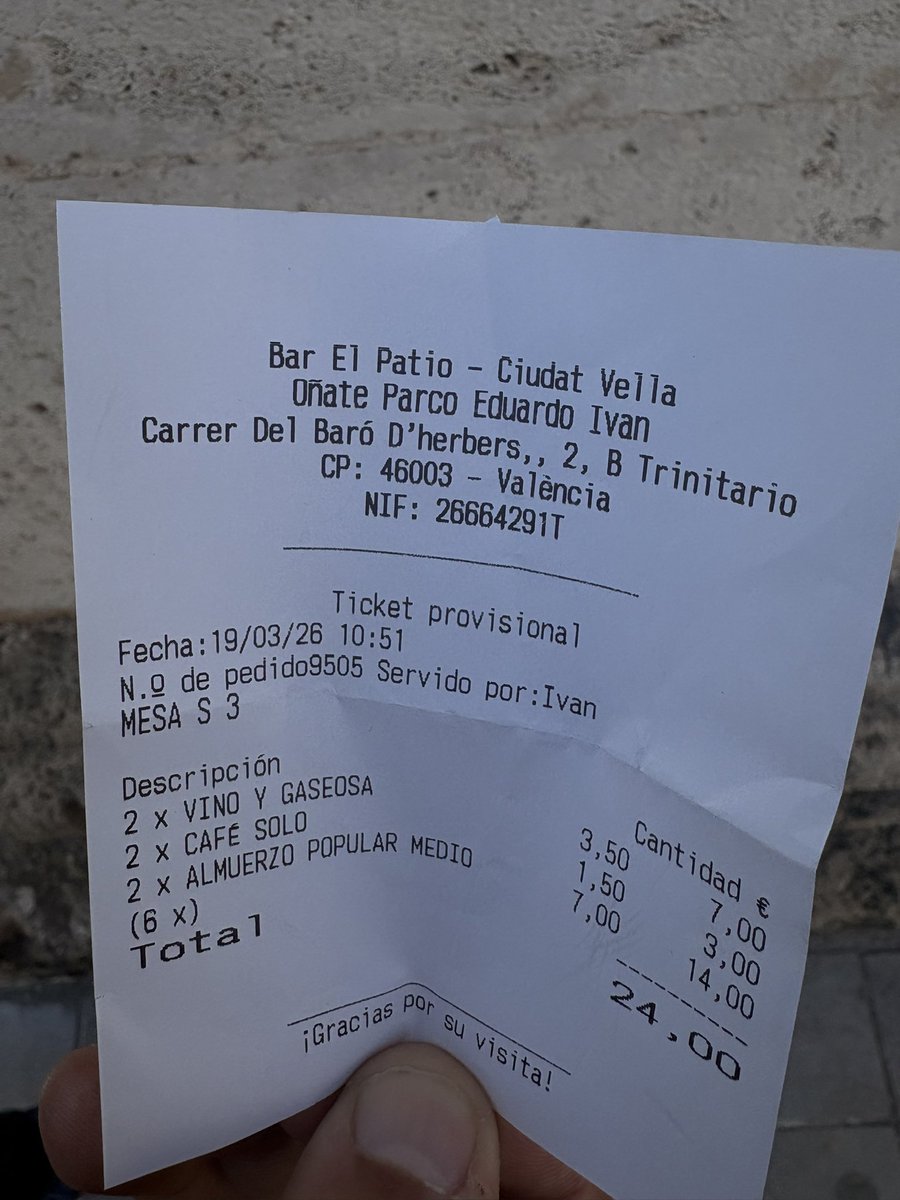 Bar El Patio - Ciudat Vella
Oñate Parco Eduardo Ivan
Carrer Del Baró D'herbers,, 2, B Trinitario
CP: 46003 - València
NIF: 26664291T
Ticket provisional
Fecha:19/03/26 10:51
N.º de pedido9505 Servido por:Ivan
MESA S 3
Descripción Cantidad €
2 x VINO Y GASEOSA 3,50 7,00
2 x CAFÉ SOLO 1,50 3,00
2 x ALMUERZO POPULAR MEDIO 7,00 14,00
(6 x)
Total 24,00
¡Gracias por su visita!